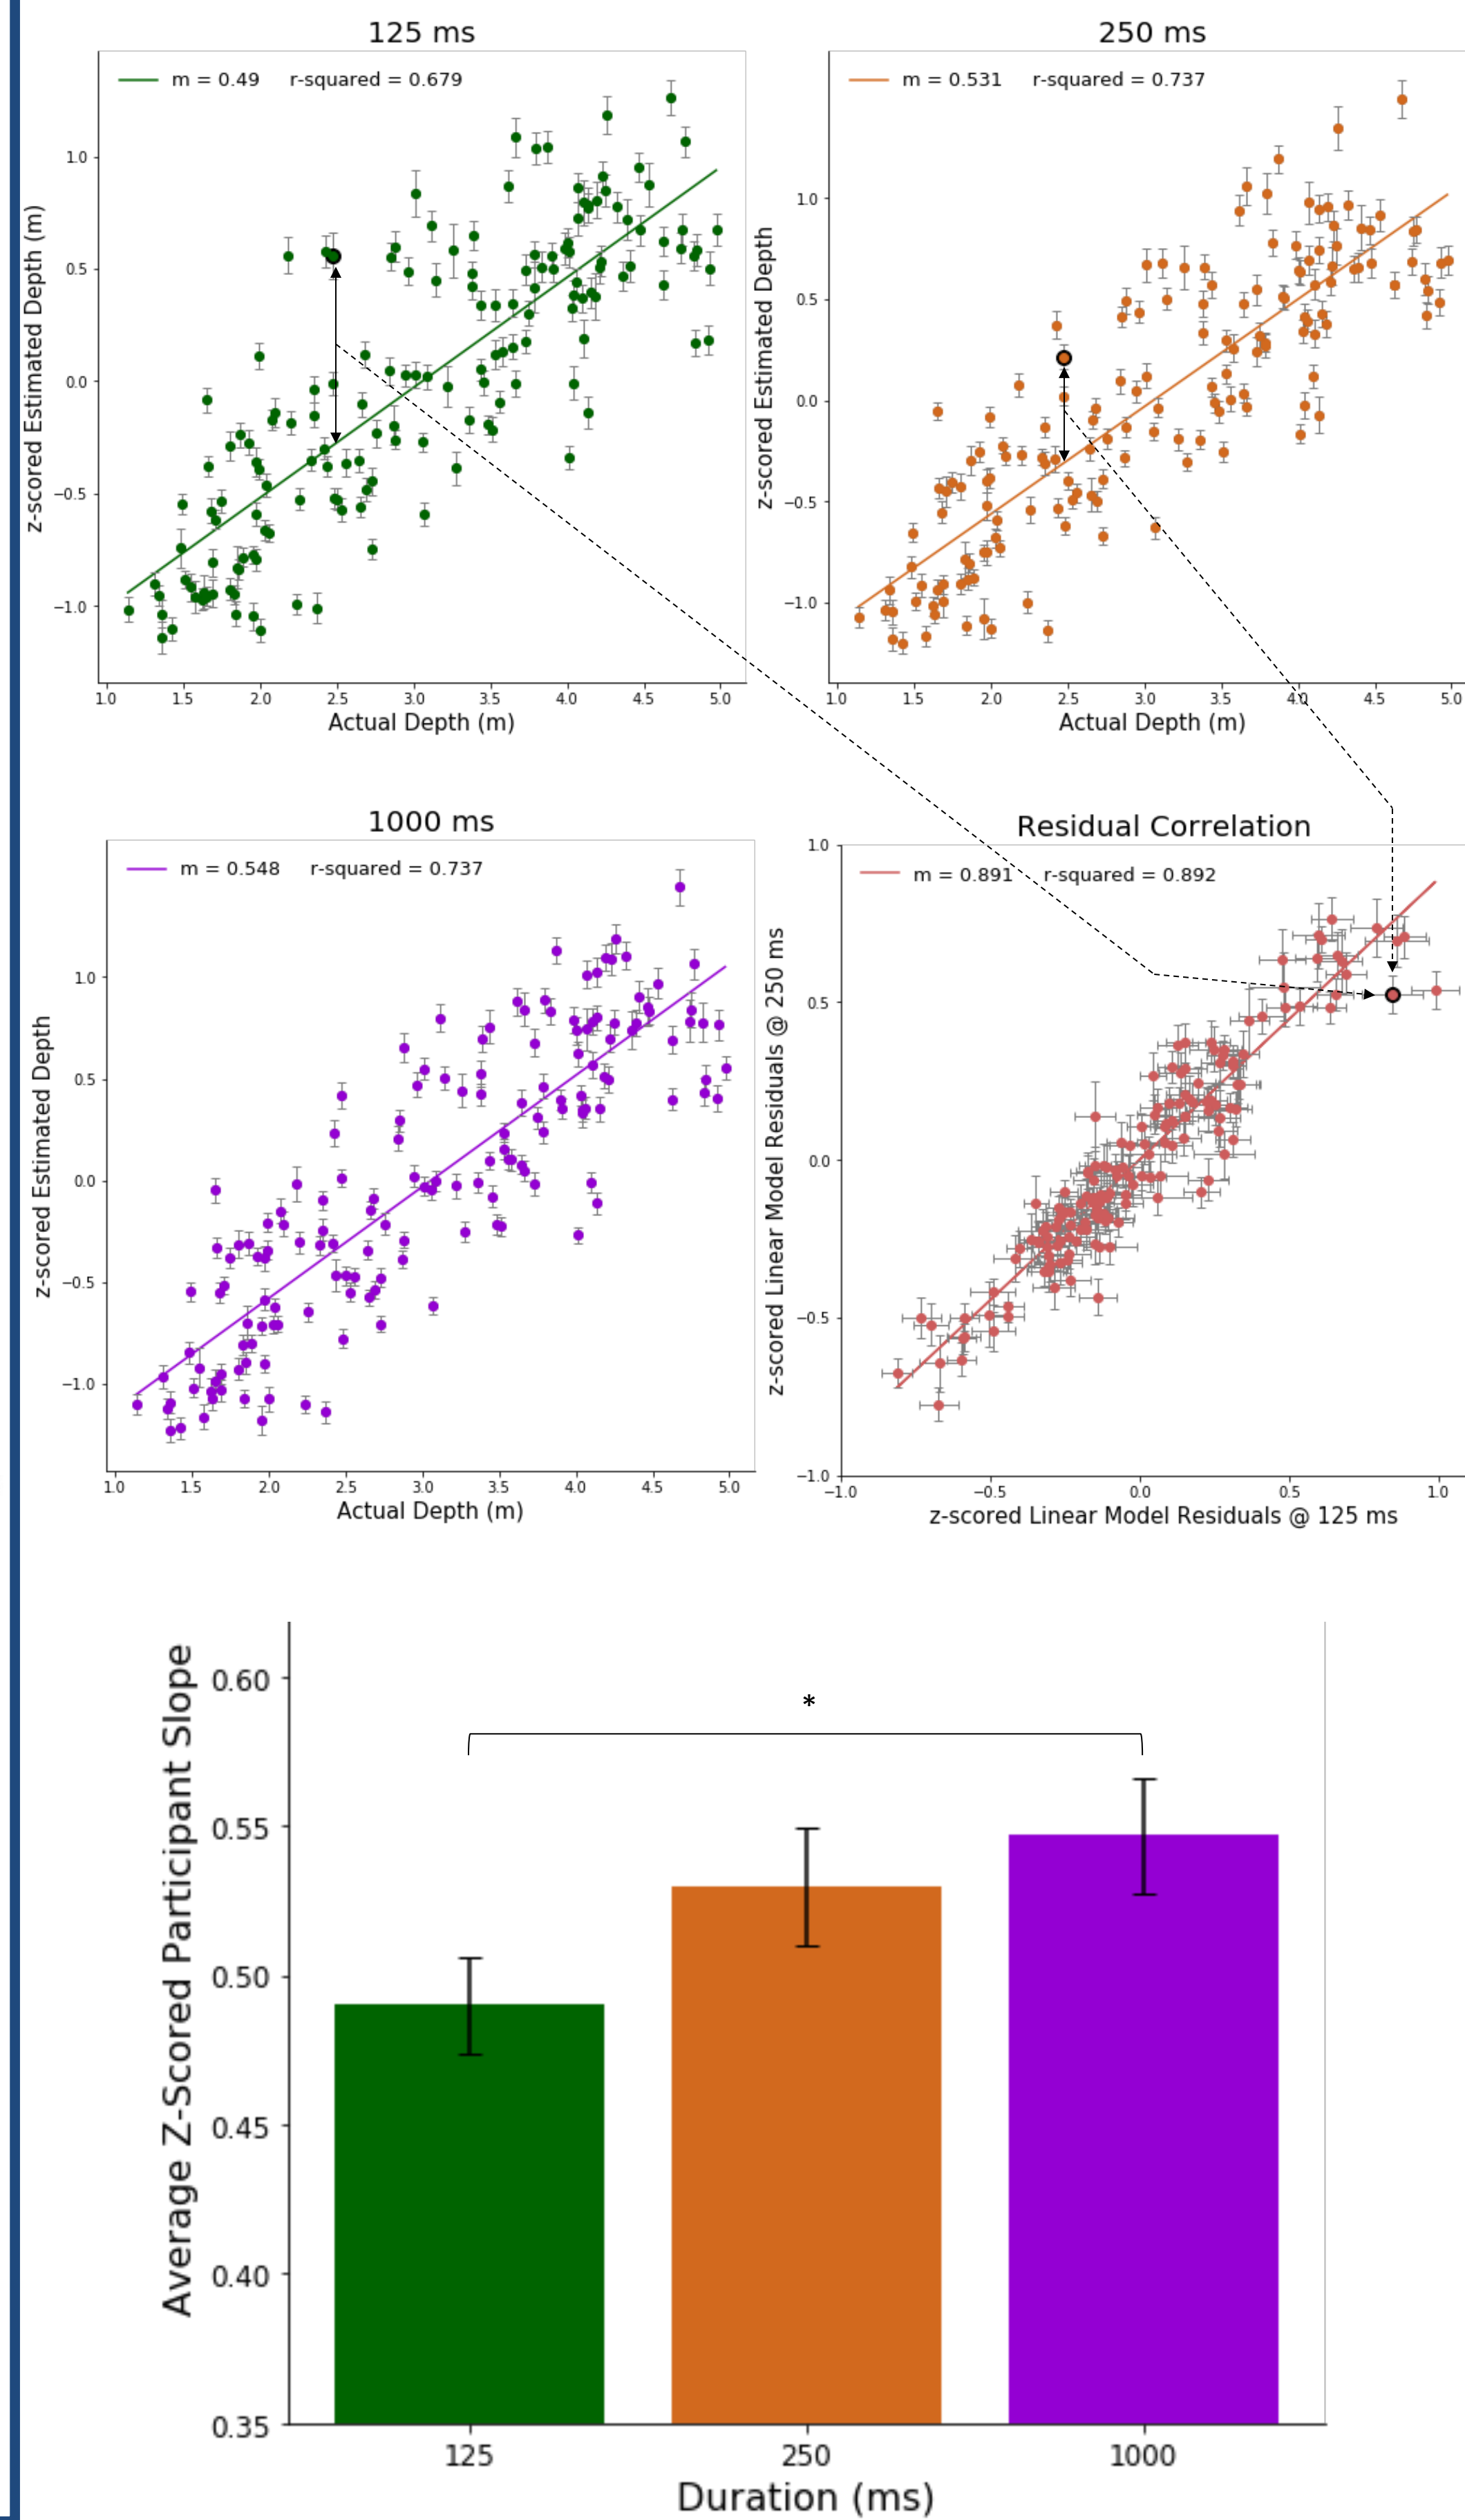 125 ms
m = 0.49 r-squared = 0.679
z-scored Estimated Depth (m)
1.0
0.5
0.0
−0.5
−1.0
1.0 1.5 2.0 2.5 3.0 3.5 4.0 4.5 5.0
Actual Depth (m)
250 ms
m = 0.531 r-squared = 0.737
z-scored Estimated Depth
1.0
0.5
0.0
−0.5
−1.0
1.0 1.5 2.0 2.5 3.0 3.5 4.0 4.5 5.0
Actual Depth (m)
1000 ms
m = 0.548 r-squared = 0.737
z-scored Estimated Depth
1.0
0.5
0.0
−0.5
−1.0
1.0 1.5 2.0 2.5 3.0 3.5 4.0 4.5 5.0
Actual Depth (m)
Residual Correlation
m = 0.891 r-squared = 0.892
z-scored Linear Model Residuals @ 250 ms
1.0
0.5
0.0
−0.5
−1.0
−1.0 −0.5 0.0 0.5 1.0
z-scored Linear Model Residuals @ 125 ms
Average Z-Scored Participant Slope
0.60
0.55
0.50
0.45
0.40
0.35
*
125 250 1000
Duration (ms)